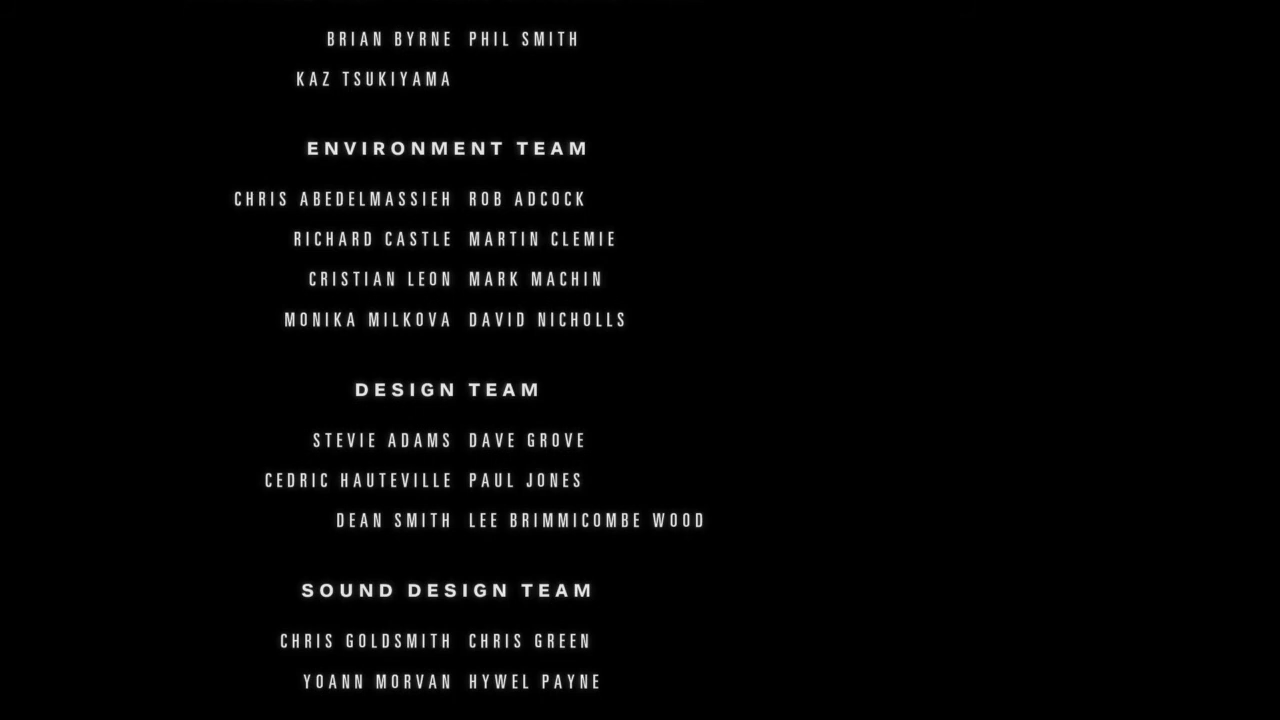 BRIAN BYRNE PHIL SMITH
KAZ TSUKIYAMA
ENVIRONMENT TEAM
CHRIS ABEDELMASSIEH ROB ADCOCK
RICHARD CASTLE MARTIN CLEMIE
CRISTIAN LEON MARK MACHIN
MONIKA MILKOVA DAVID NICHOLLS
DESIGN TEAM
STEVIE ADAMS DAVE GROVE
CEDRIC HAUTEVILLE PAUL JONES
DEAN SMITH LEE BRIMMICOMBE WOOD
SOUND DESIGN TEAM
CHRIS GOLDSMITH CHRIS GREEN
YOANN MORVAN HYWEL PAYNE